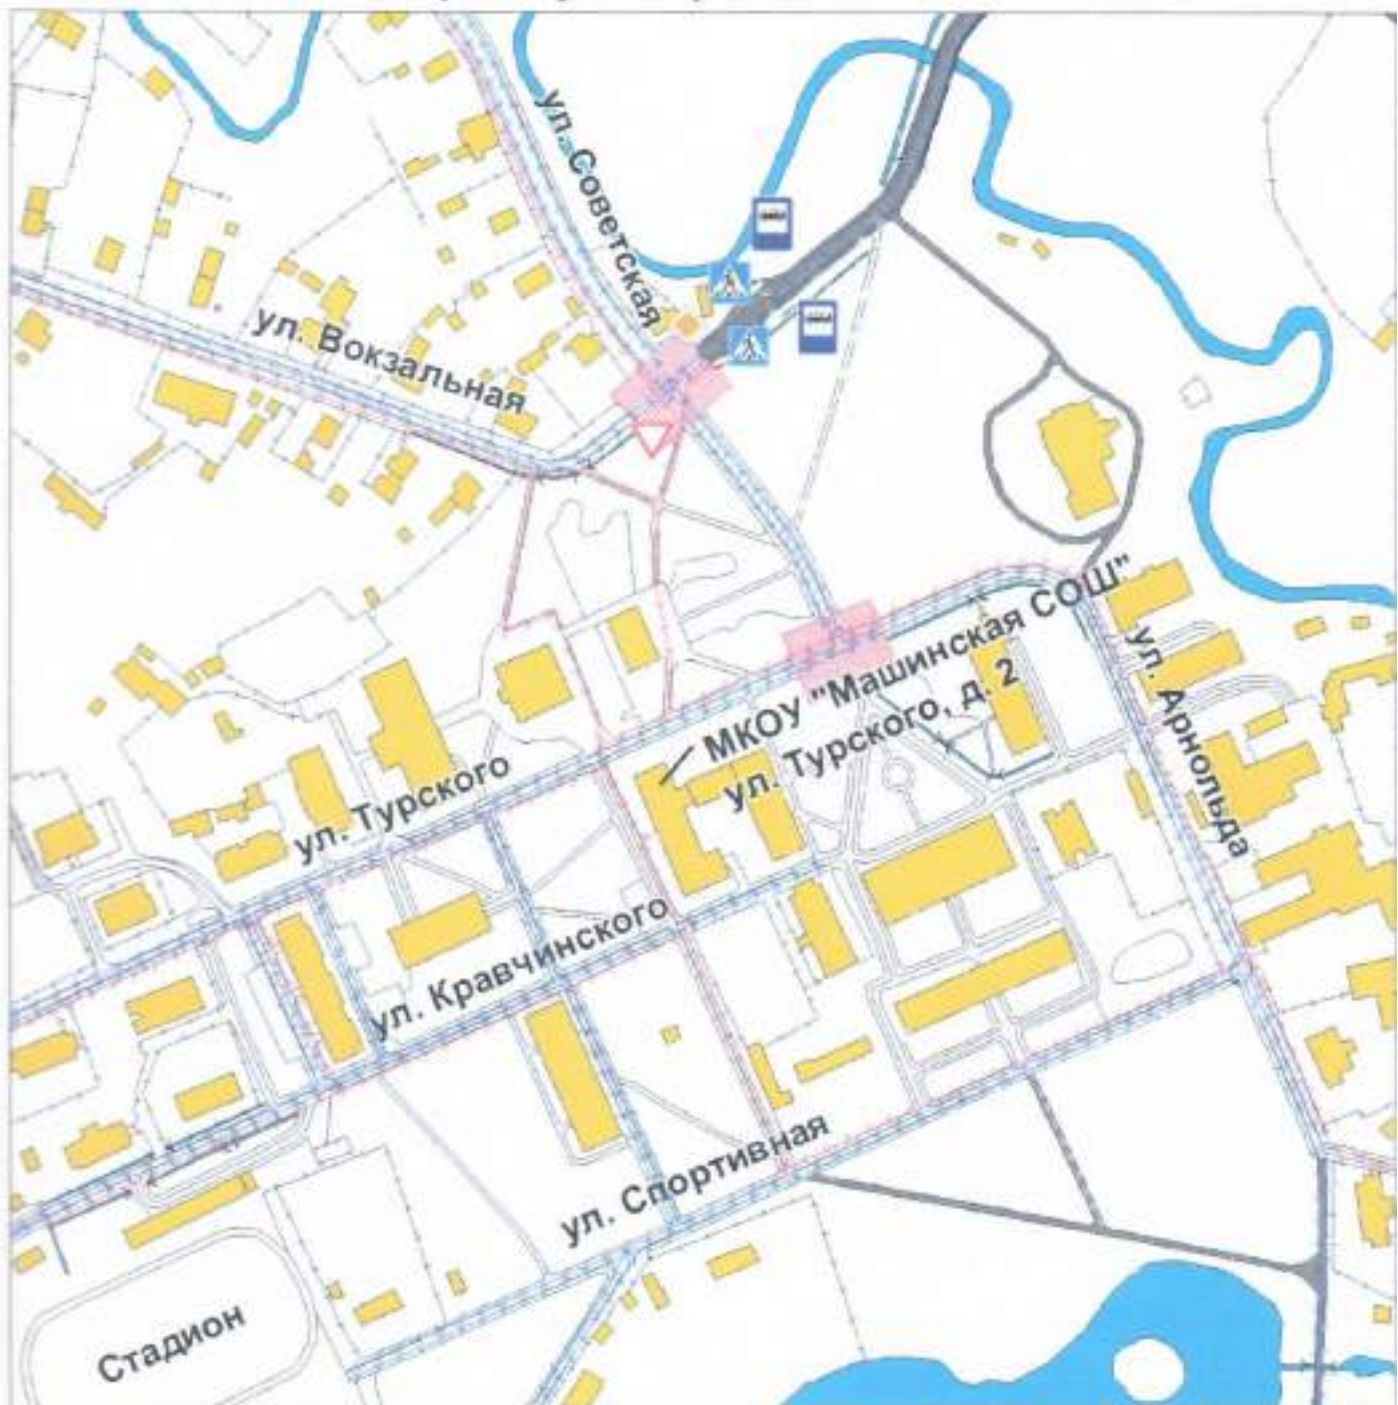 ул. Советская
ул. Вокзальная
МКОУ "Машинская СОШ"
ул. Турского, д. 2
ул. Арнольда
ул. Турского
ул. Кравчинского
ул. Спортивная
Стадион